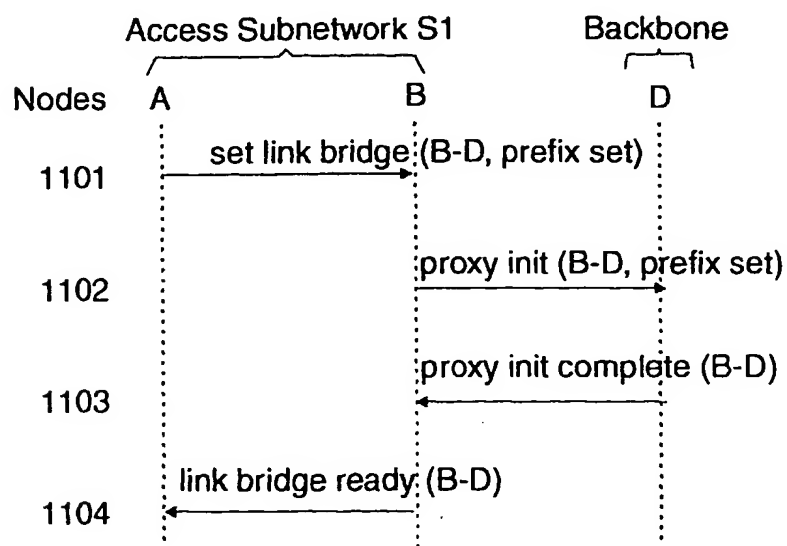 Access Subnetwork S1 Backbone
Nodes A B D
set link bridge (B-D, prefix set)
1101
proxy init (B-D, prefix set)
1102
proxy init complete (B-D)
1103
link bridge ready (B-D)
1104